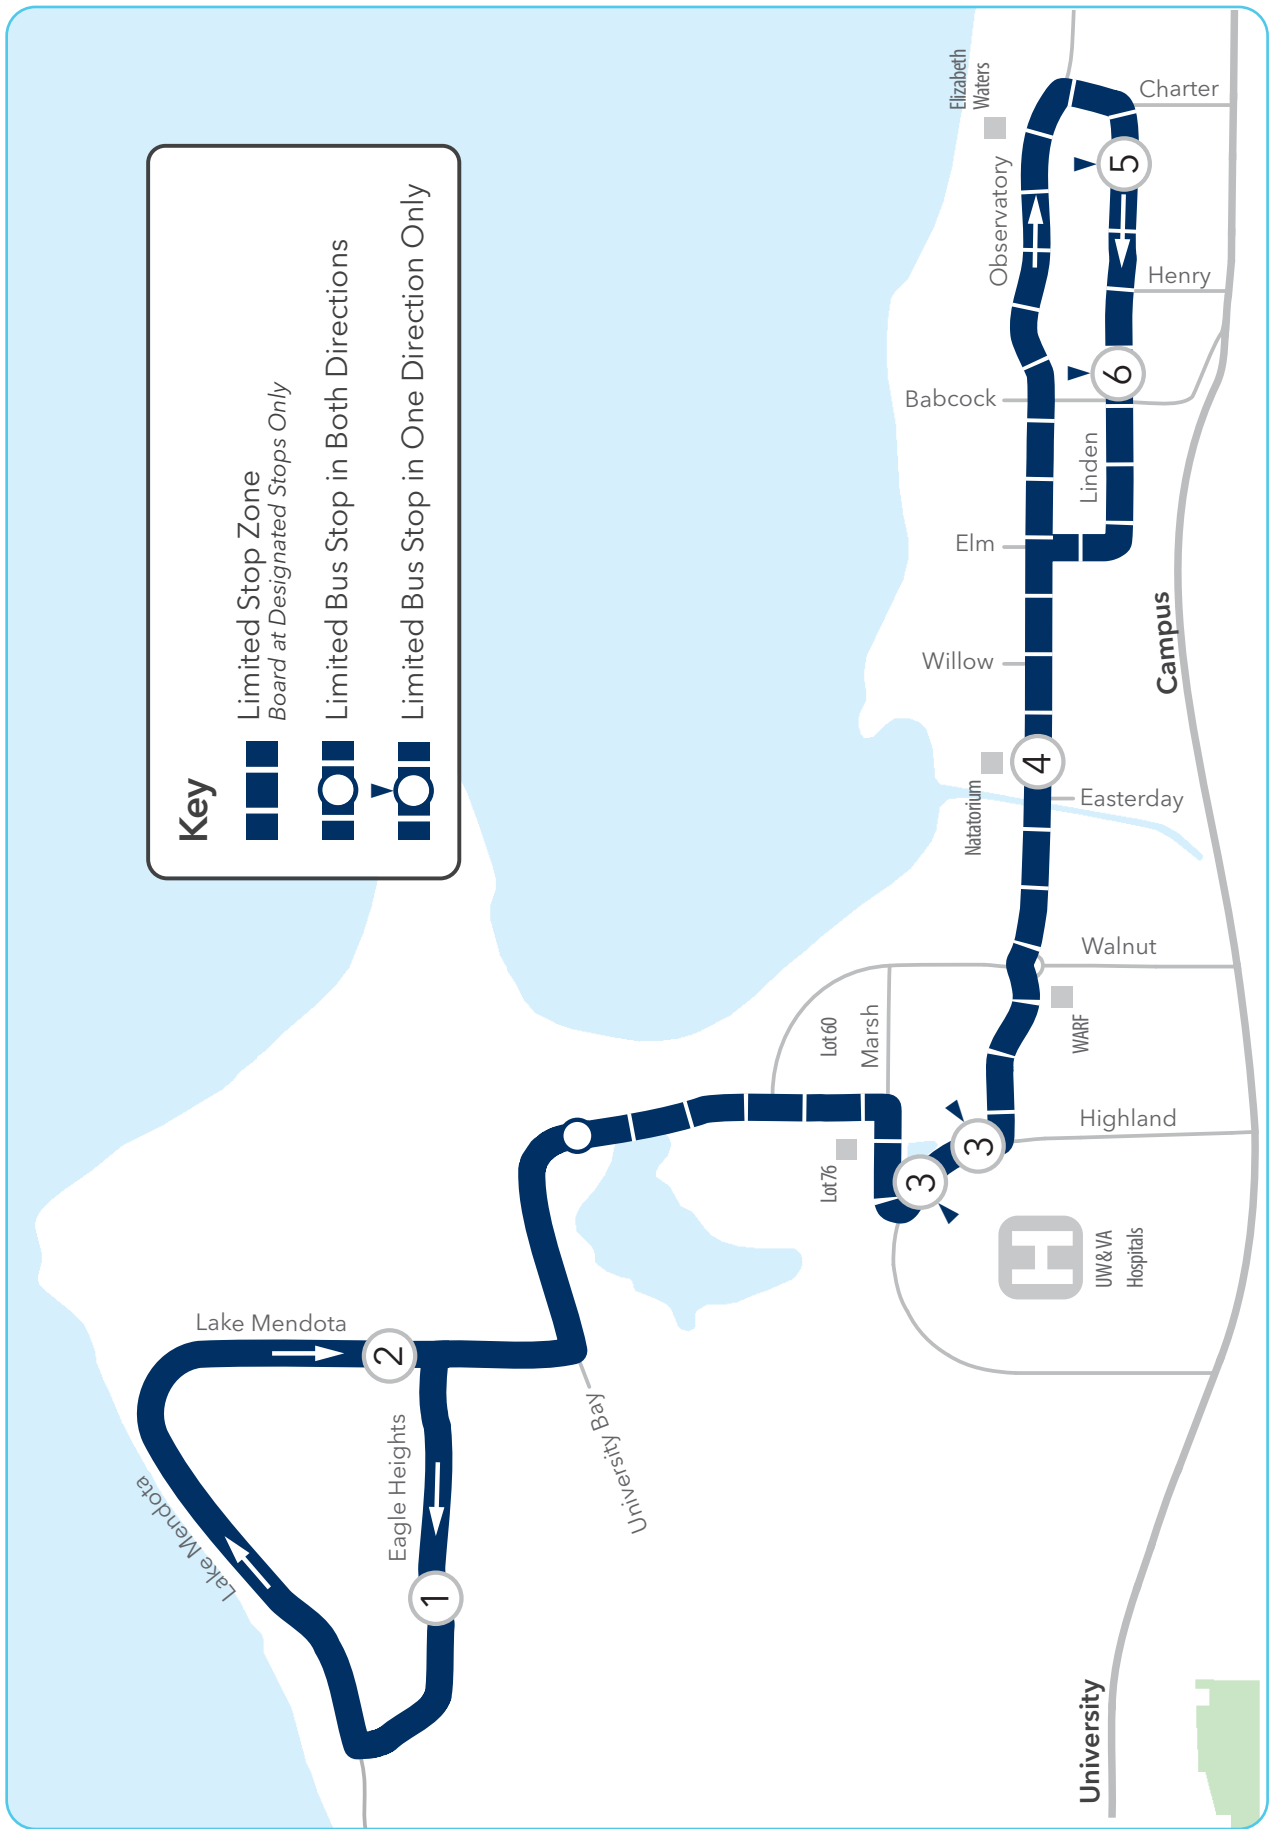 Key
Limited Stop Zone
Board at Designated Stops Only
Limited Bus Stop in Both Directions
Limited Bus Stop in One Direction Only
Lake Mendota
Lake Mendota
Eagle Heights
University Bay
1
2
3
3
4
5
6
Lot 76
Lot 60
Marsh
UW & VA
Hospitals
Highland
WARF
Walnut
Natatorium
Easterday
Willow
Elm
Linden
Babcock
Observatory
Henry
Elizabeth
Waters
Charter
University
Campus
H